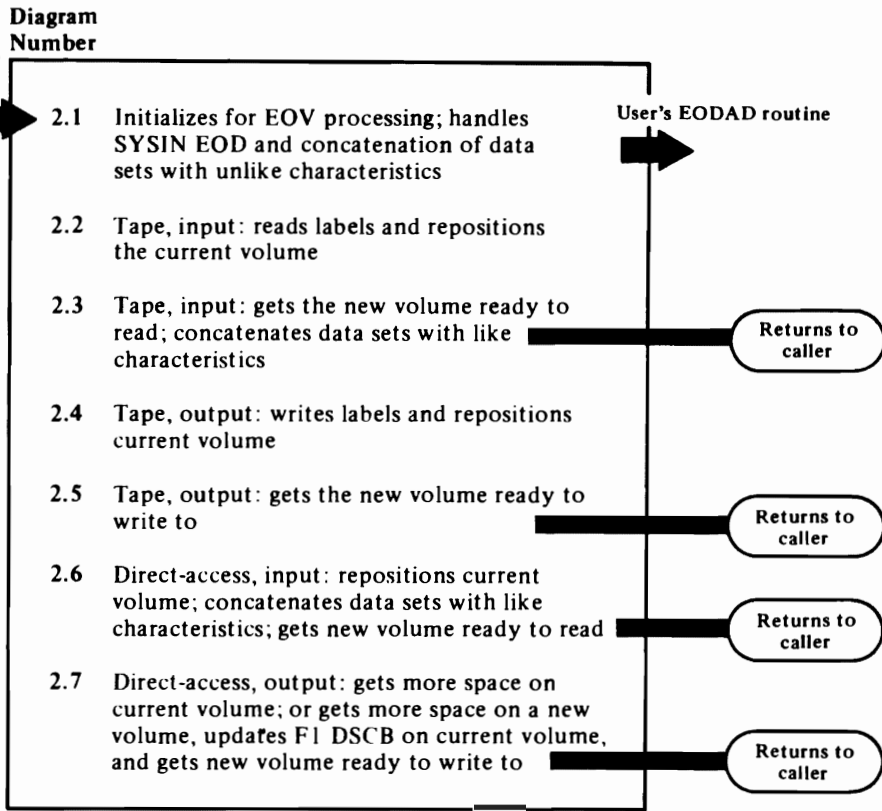 Diagram
Number
2.1 Initializes for EOV processing; handles
SYSIN EOD and concatenation of data
sets with unlike characteristics
User's EODAD routine
2.2 Tape, input: reads labels and repositions
the current volume
2.3 Tape, input: gets the new volume ready to
read; concatenates data sets with like
characteristics
Returns to
caller
2.4 Tape, output: writes labels and repositions
current volume
2.5 Tape, output: gets the new volume ready to
write to
Returns to
caller
2.6 Direct-access, input: repositions current
volume; concatenates data sets with like
characteristics; gets new volume ready to read
Returns to
caller
2.7 Direct-access, output: gets more space on
current volume; or gets more space on a new
volume, updates F1 DSCB on current volume,
and gets new volume ready to write to
Returns to
caller